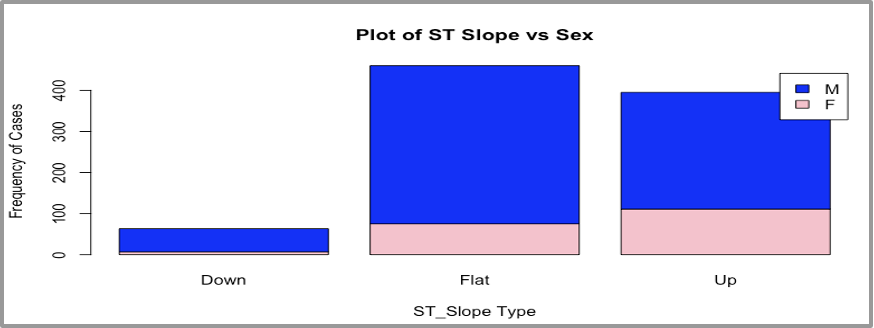 Plot of ST Slope vs Sex
M
F
Frequency of Cases
400
300
200
100
0
Down Flat Up
ST_Slope Type